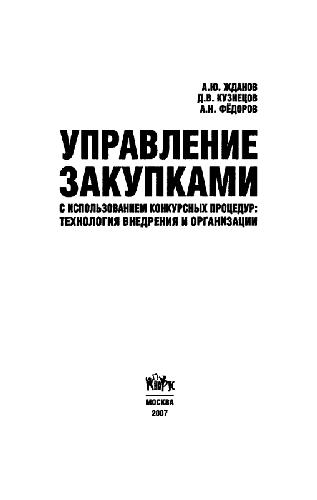 А.Ю. ЖДАНОВ
Д.В. КУЗНЕЦОВ
А.Н. ФЁДОРОВ
УПРАВЛЕНИЕ
ЗАКУПКАМИ
С ИСПОЛЬЗОВАНИЕМ КОНКУРСНЫХ ПРОЦЕДУР:
ТЕХНОЛОГИЯ ВНЕДРЕНИЯ И ОРГАНИЗАЦИИ
КНОРУС
МОСКВА
2007